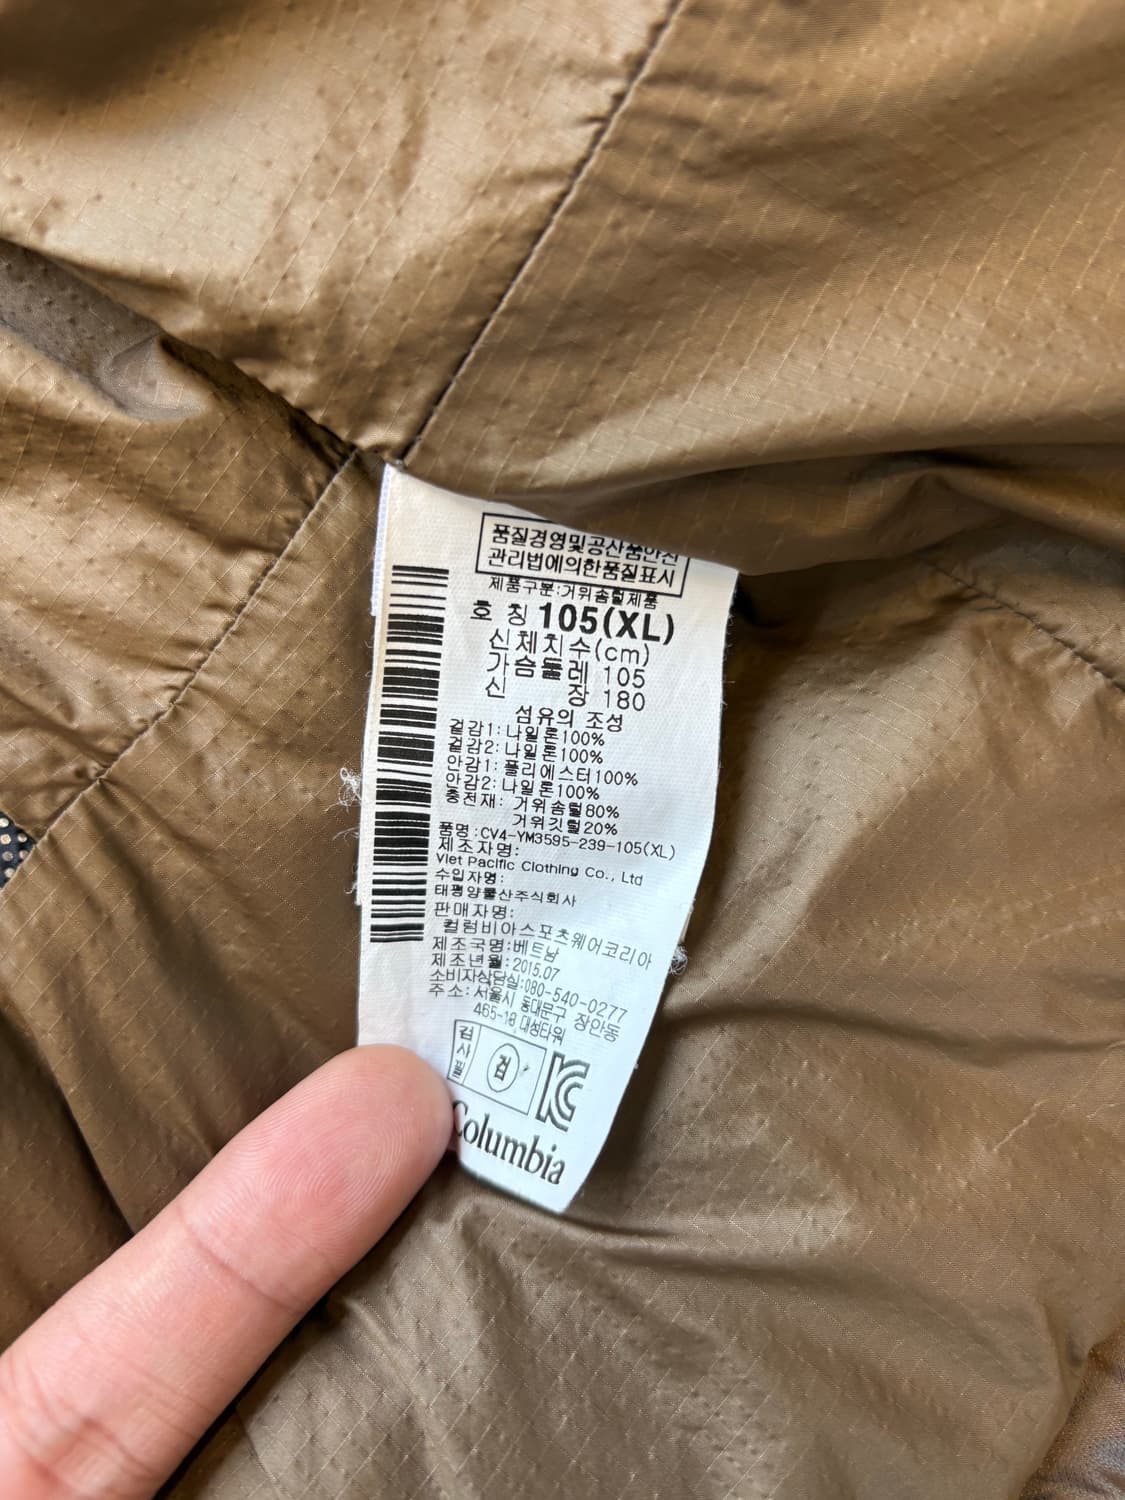 품질경영및공산품안전
관리법에의한품질표시
제품구분:거위솜털제품
호 칭 105(XL)
신체치수(cm)
가슴둘레 105
신 장 180
섬유의 조성
겉감1: 나일론100%
겉감2: 나일론100%
안감1: 폴리에스터100%
안감2: 나일론100%
충전재: 거위솜털80%
거위깃털20%
품명:CV4-YM3595-239-105(XL)
제조자명:
Viet Pacific Clothing Co., Ltd
수입자명:
태평양물산주식회사
판매자명:
컬럼비아스포츠웨어코리아
제조국명:베트남
제조년월:2015.07
소비자상담실:080-540-0277
주소:서울시 동대문구 장안동
465-18 대성타워
검사필 검 KC
Columbia